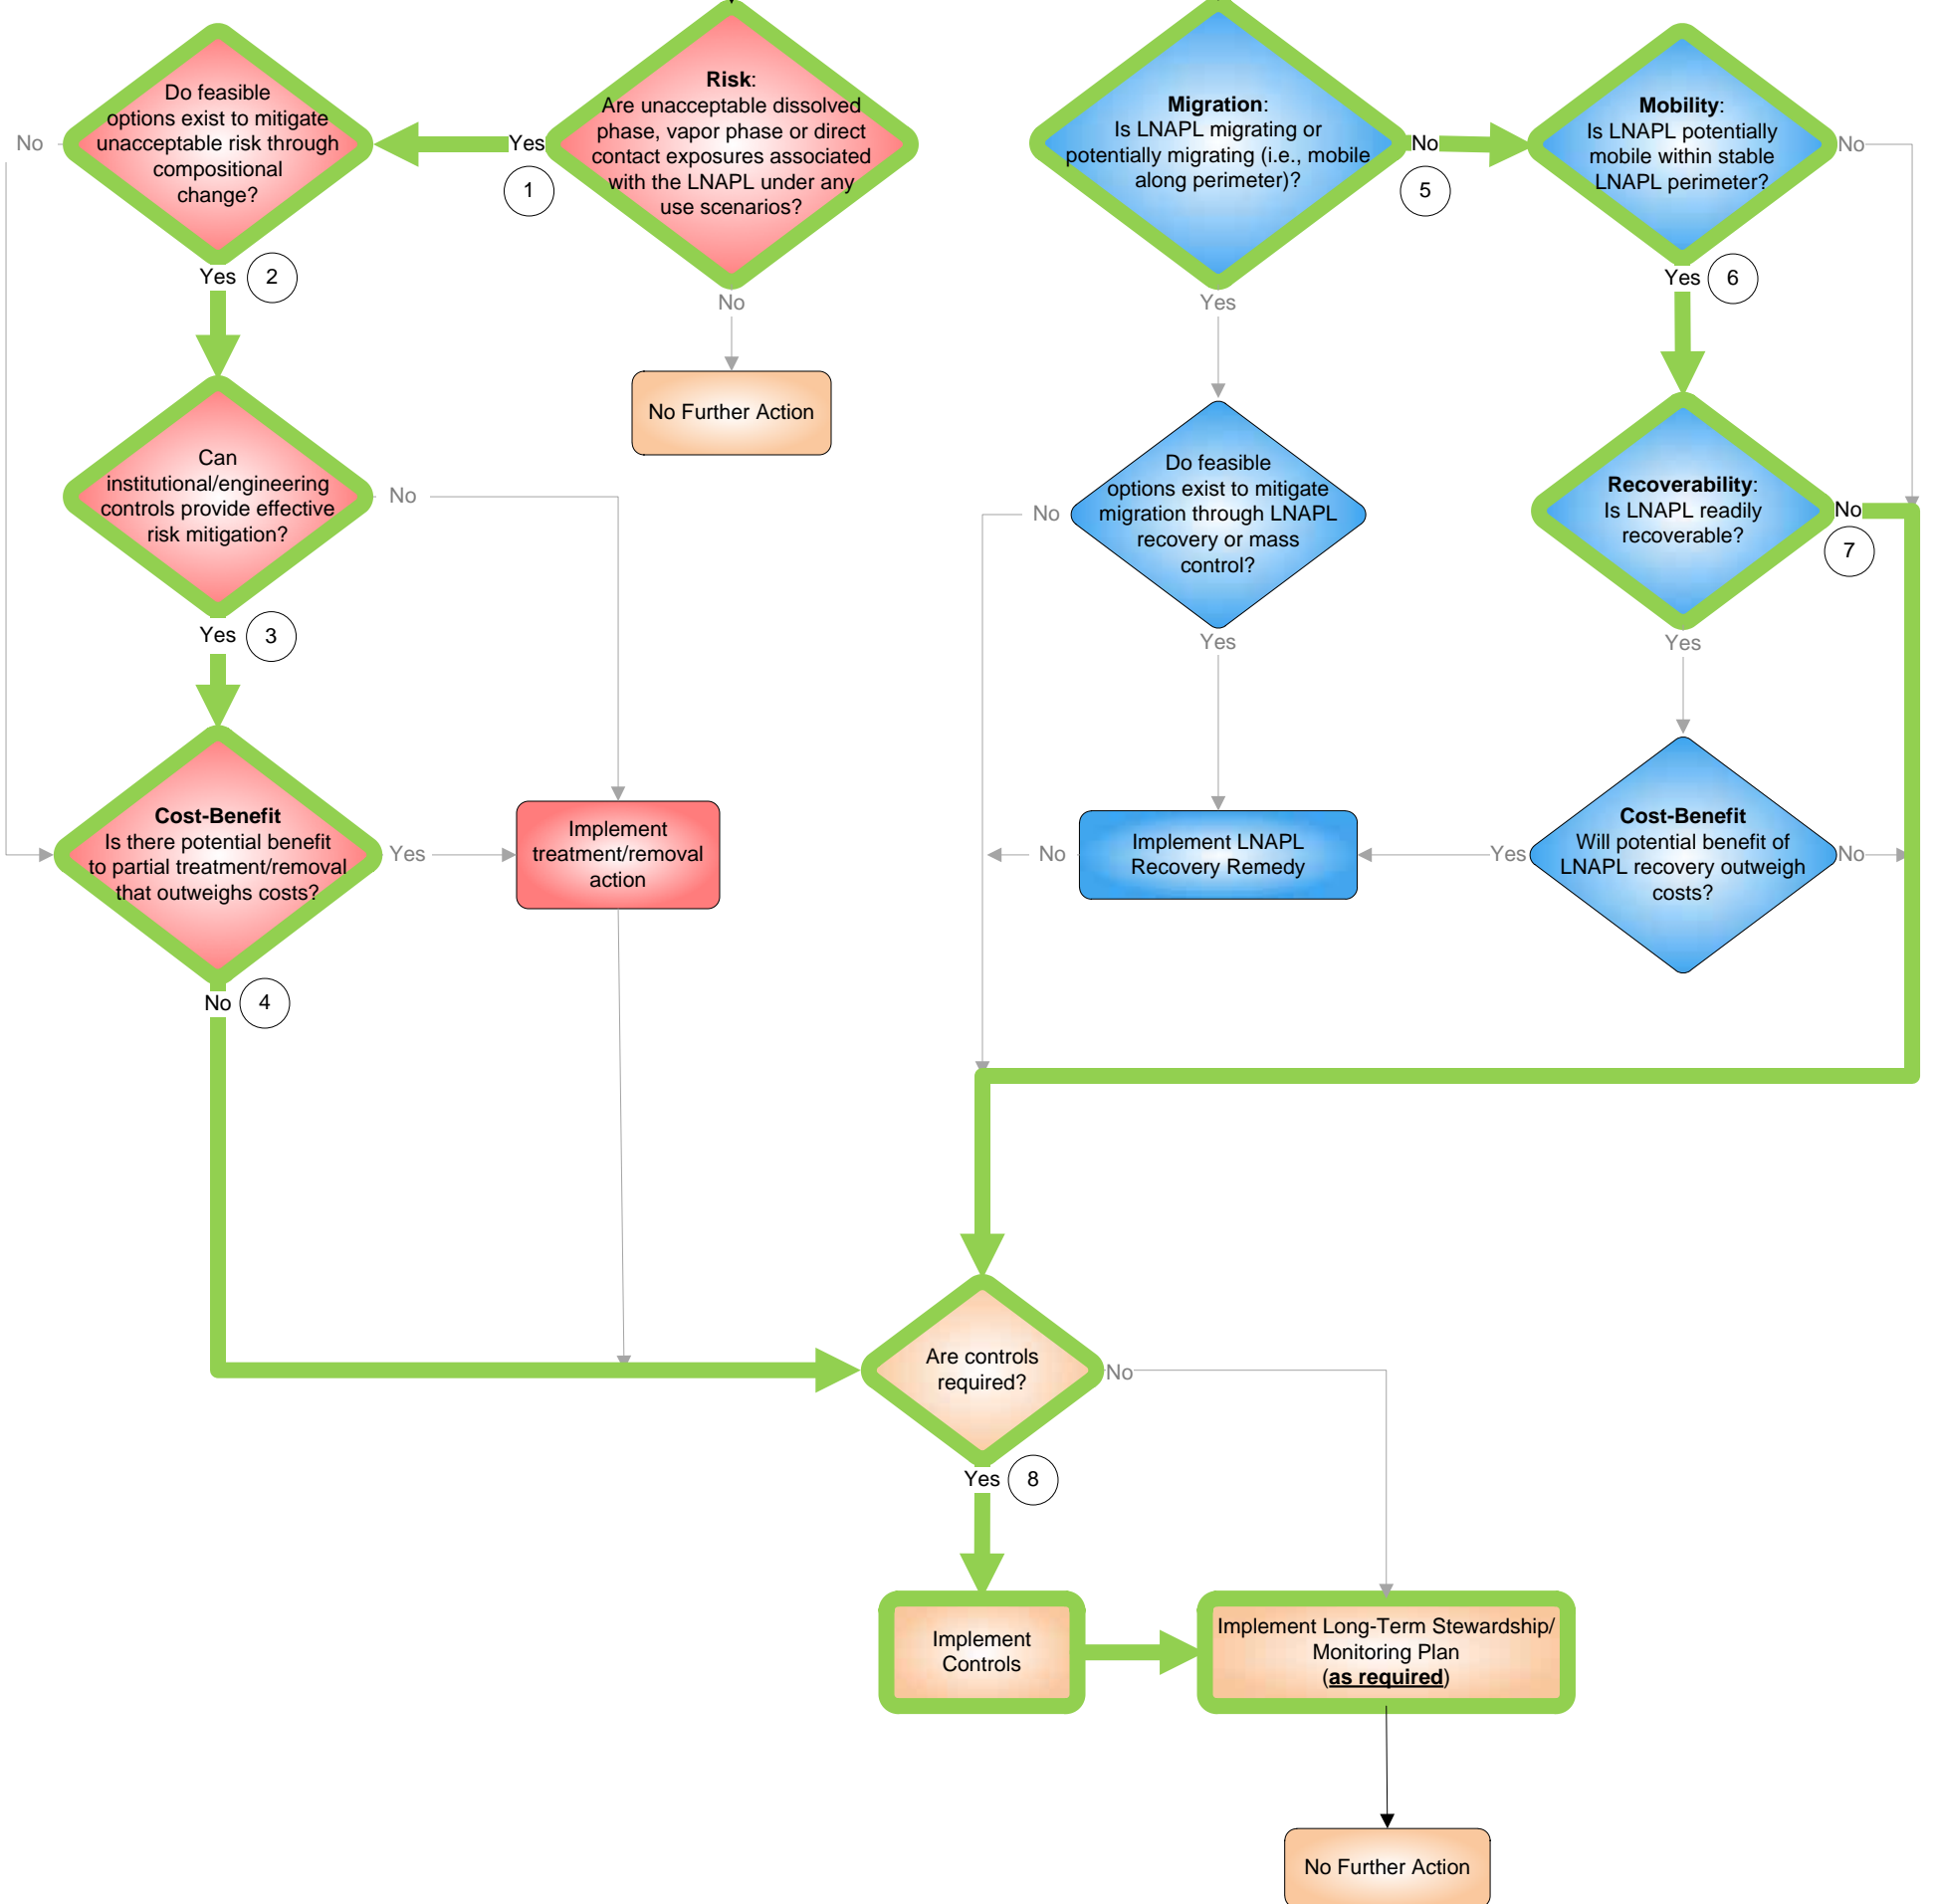 Do feasible
options exist to mitigate
unacceptable risk through
compositional
change?
No
Yes
2
Risk:
Are unacceptable dissolved
phase, vapor phase or direct
contact exposures associated
with the LNAPL under any
use scenarios?
Yes
1
No
No Further Action
Can
institutional/engineering
controls provide effective
risk mitigation?
No
Yes
3
Cost-Benefit
Is there potential benefit
to partial treatment/removal
that outweighs costs?
Yes
No
4
Implement
treatment/removal
action
Migration:
Is LNAPL migrating or
potentially migrating (i.e., mobile
along perimeter)?
No
5
Yes
Mobility:
Is LNAPL potentially
mobile within stable
LNAPL perimeter?
No
Yes
6
Do feasible
options exist to mitigate
migration through LNAPL
recovery or mass
control?
No
Yes
Recoverability:
Is LNAPL readily
recoverable?
No
7
Yes
Implement LNAPL
Recovery Remedy
No
Cost-Benefit
Will potential benefit of
LNAPL recovery outweigh
costs?
Yes
No
Are controls
required?
No
Yes
8
Implement
Controls
Implement Long-Term Stewardship/
Monitoring Plan
(as required)
No Further Action